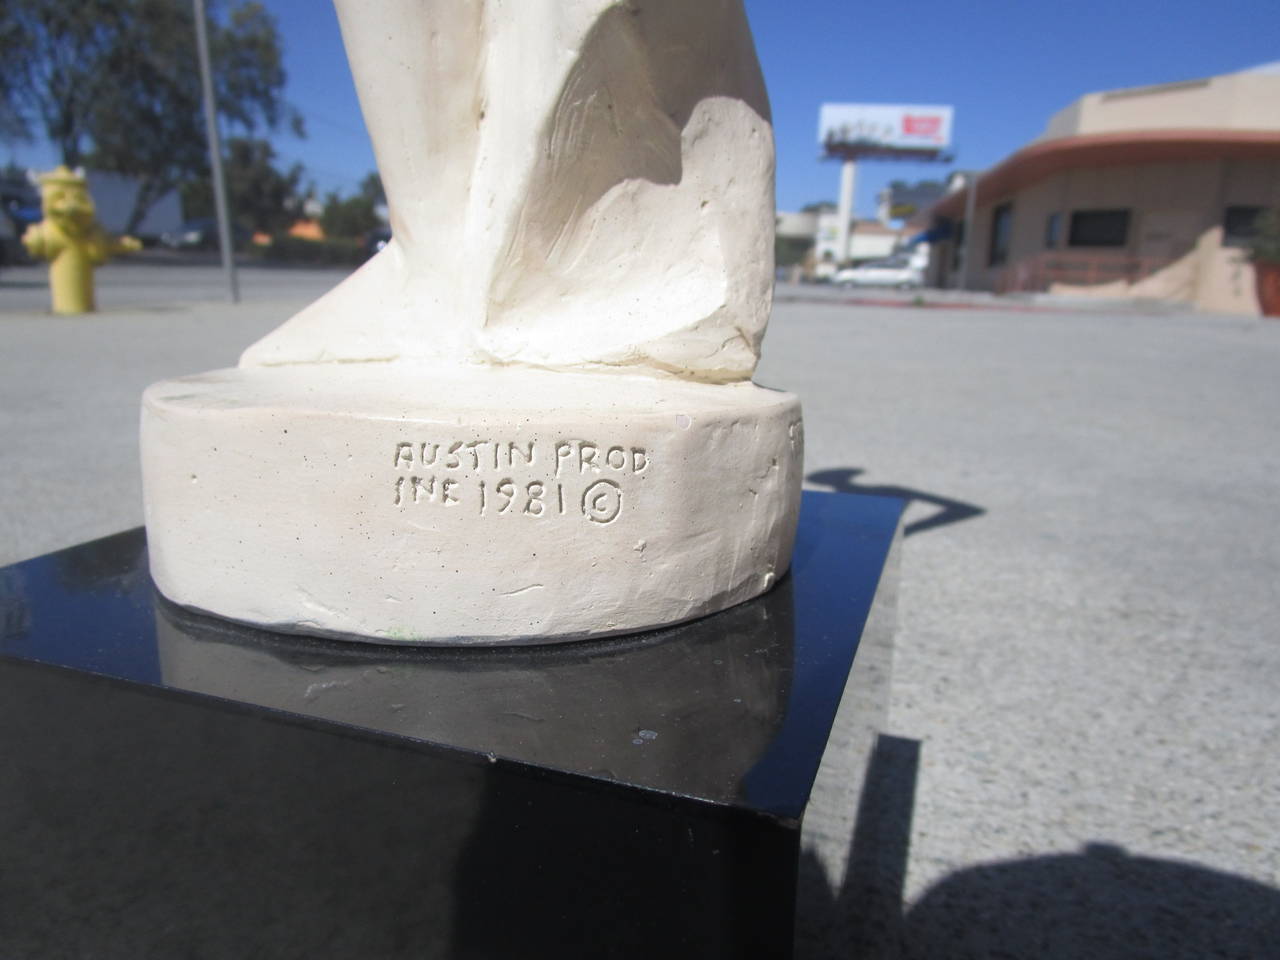 AUSTIN PROD
INC 1981 ©